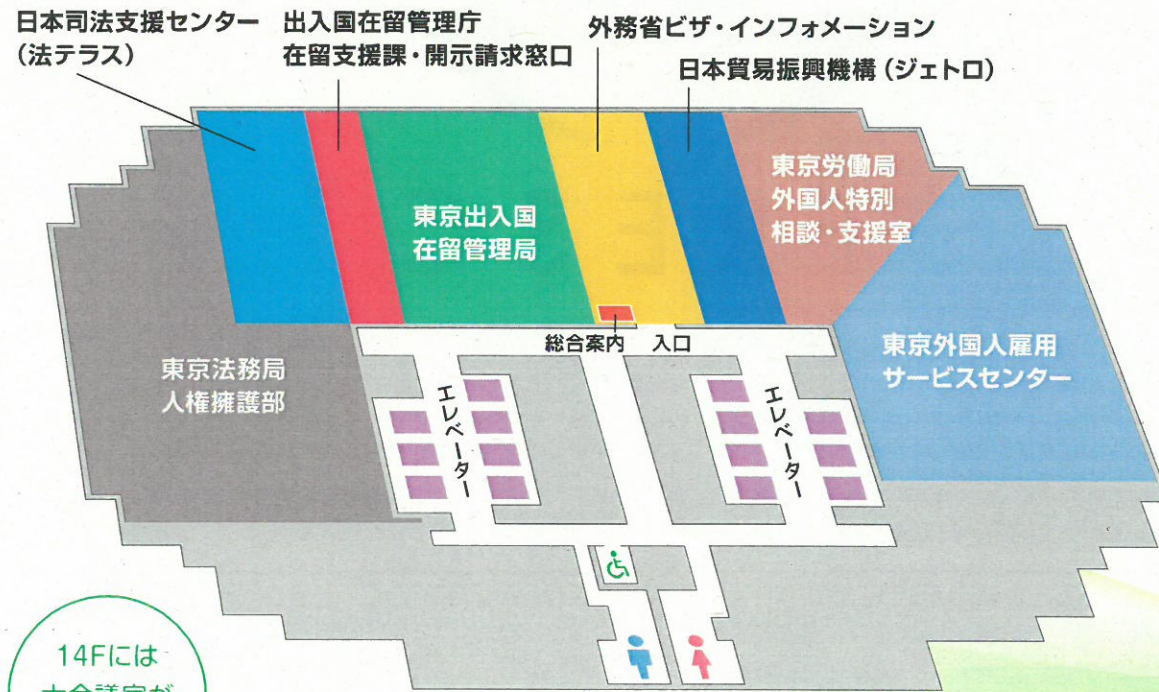 日本司法支援センター
(法テラス)
出入国在留管理庁
在留支援課・開示請求窓口
外務省ビザ・インフォメーション
日本貿易振興機構(ジェトロ)
東京労働局
外国人特別
相談・支援室
東京出入国
在留管理局
総合案内 入口
東京外国人雇用
サービスセンター
東京法務局
人権擁護部
エレベーター
エレベーター
14Fには